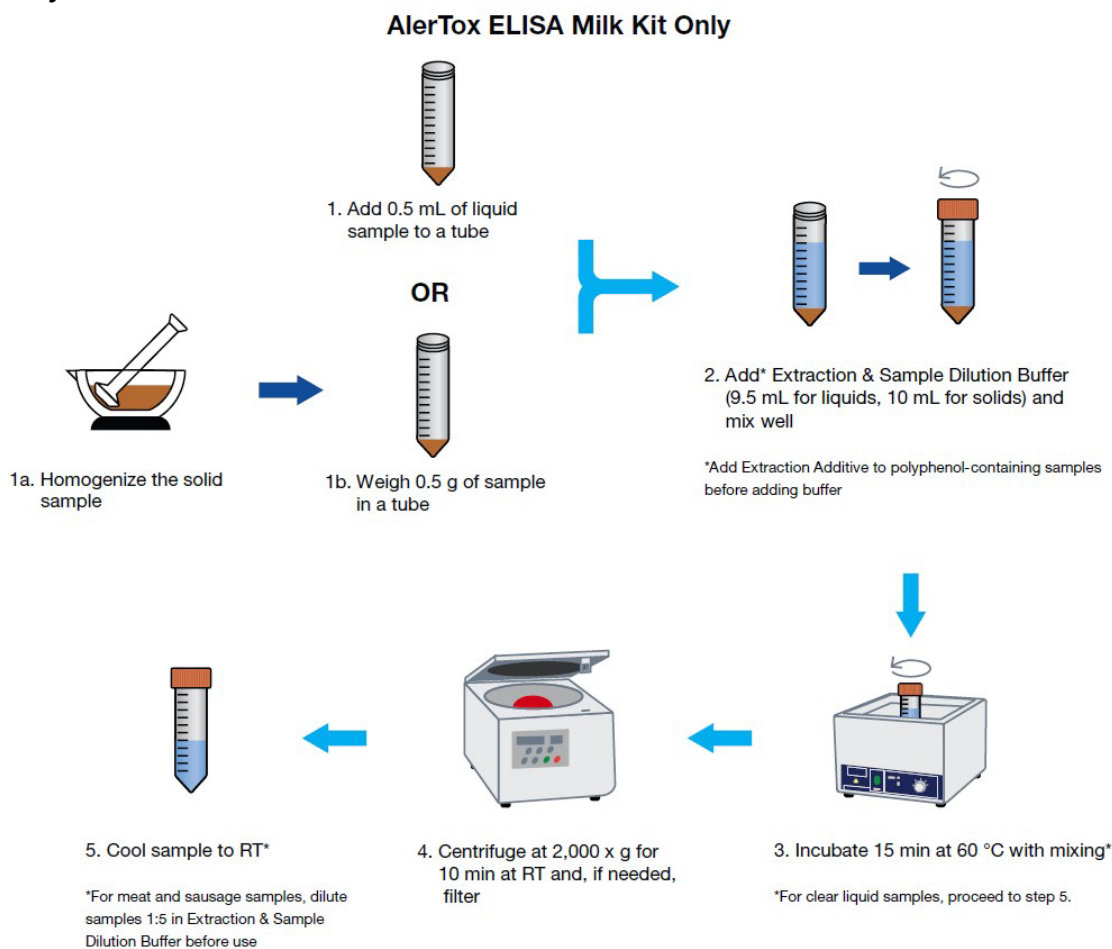 AlerTox ELISA Milk Kit Only
1. Add 0.5 mL of liquid
sample to a tube
OR
1a. Homogenize the solid
sample
1b. Weigh 0.5 g of sample
in a tube
2. Add* Extraction & Sample Dilution Buffer
(9.5 mL for liquids, 10 mL for solids) and
mix well
*Add Extraction Additive to polyphenol-containing samples
before adding buffer
3. Incubate 15 min at 60 °C with mixing*
*For clear liquid samples, proceed to step 5.
4. Centrifuge at 2,000 x g for
10 min at RT and, if needed,
filter
5. Cool sample to RT*
*For meat and sausage samples, dilute
samples 1:5 in Extraction & Sample
Dilution Buffer before use